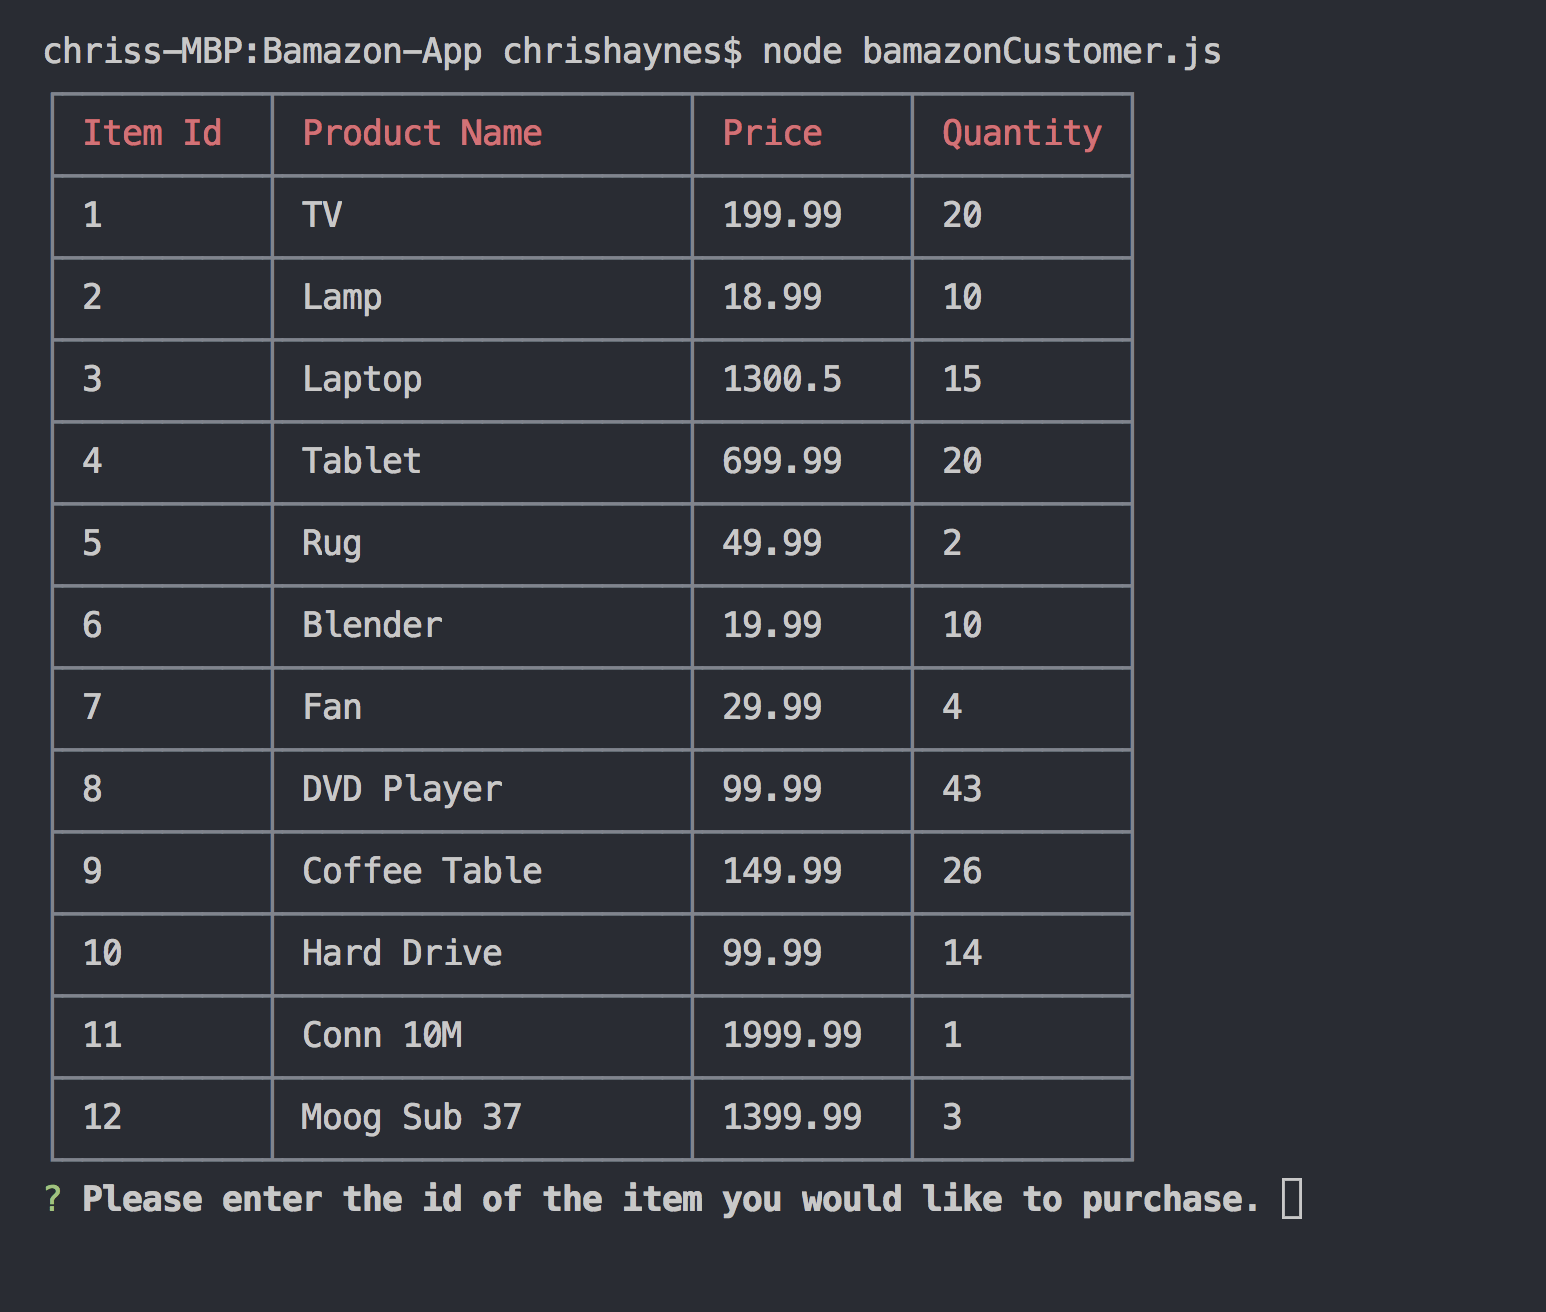 chriss-MBP:Bamazon-App chrishaynes$ node bamazonCustomer.js
Item Id Product Name Price Quantity
1 TV 199.99 20
2 Lamp 18.99 10
3 Laptop 1300.5 15
4 Tablet 699.99 20
5 Rug 49.99 2
6 Blender 19.99 10
7 Fan 29.99 4
8 DVD Player 99.99 43
9 Coffee Table 149.99 26
10 Hard Drive 99.99 14
11 Conn 10M 1999.99 1
12 Moog Sub 37 1399.99 3
? Please enter the id of the item you would like to purchase.